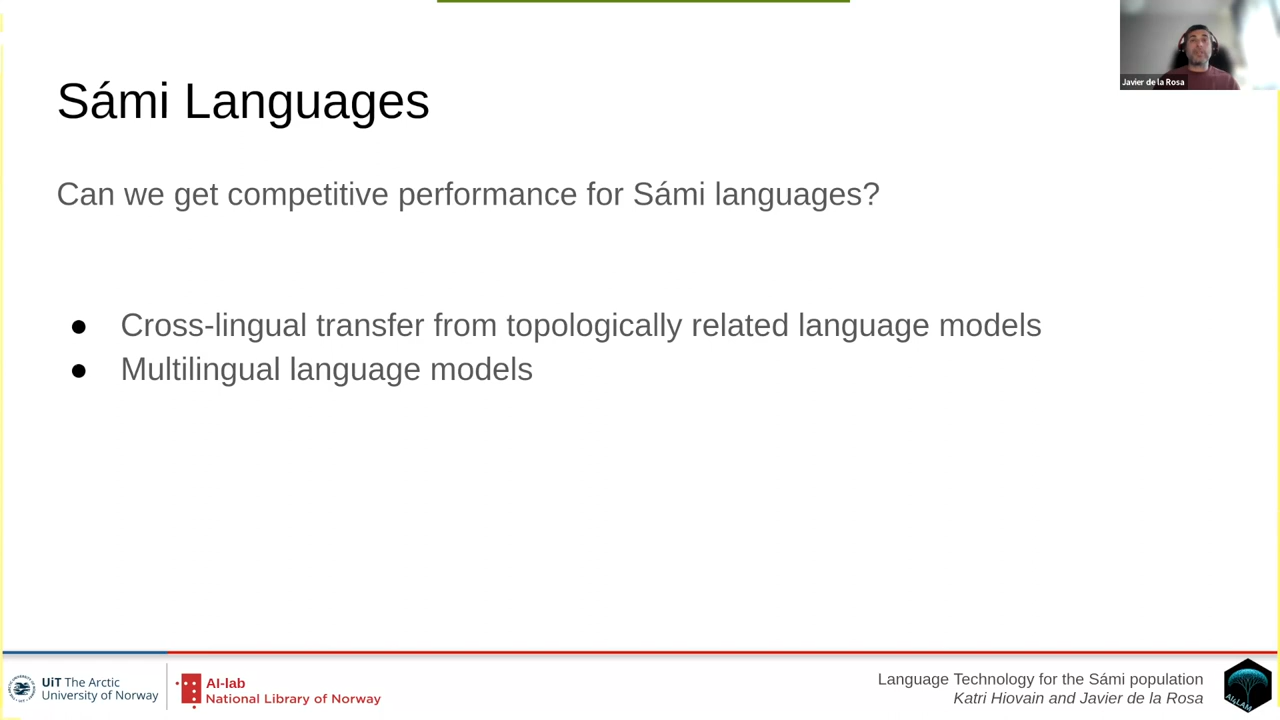 Javier de la Rosa
Sámi Languages
Can we get competitive performance for Sámi languages?
● Cross-lingual transfer from topologically related language models
● Multilingual language models
UiT The Arctic
University of Norway
AI-lab
National Library of Norway
Language Technology for the Sámi population
Katri Hiovain and Javier de la Rosa
AI4LAM